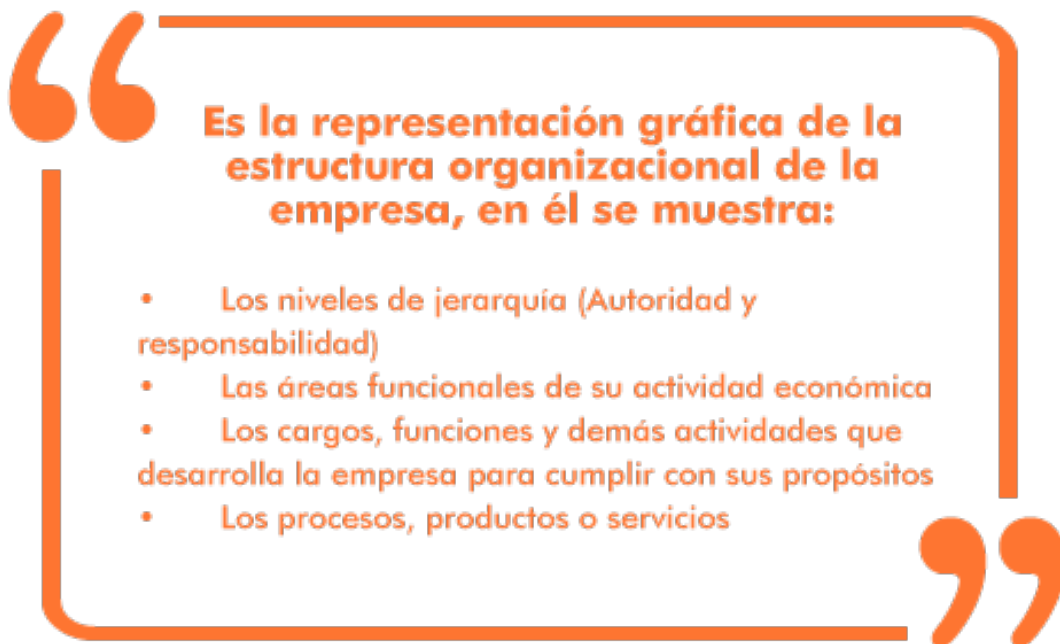 Es la representación gráfica de la
estructura organizacional de la
empresa, en él se muestra:
• Los niveles de jerarquía (Autoridad y
responsabilidad)
• Las áreas funcionales de su actividad económica
• Los cargos, funciones y demás actividades que
desarrolla la empresa para cumplir con sus propósitos
• Los procesos, productos o servicios